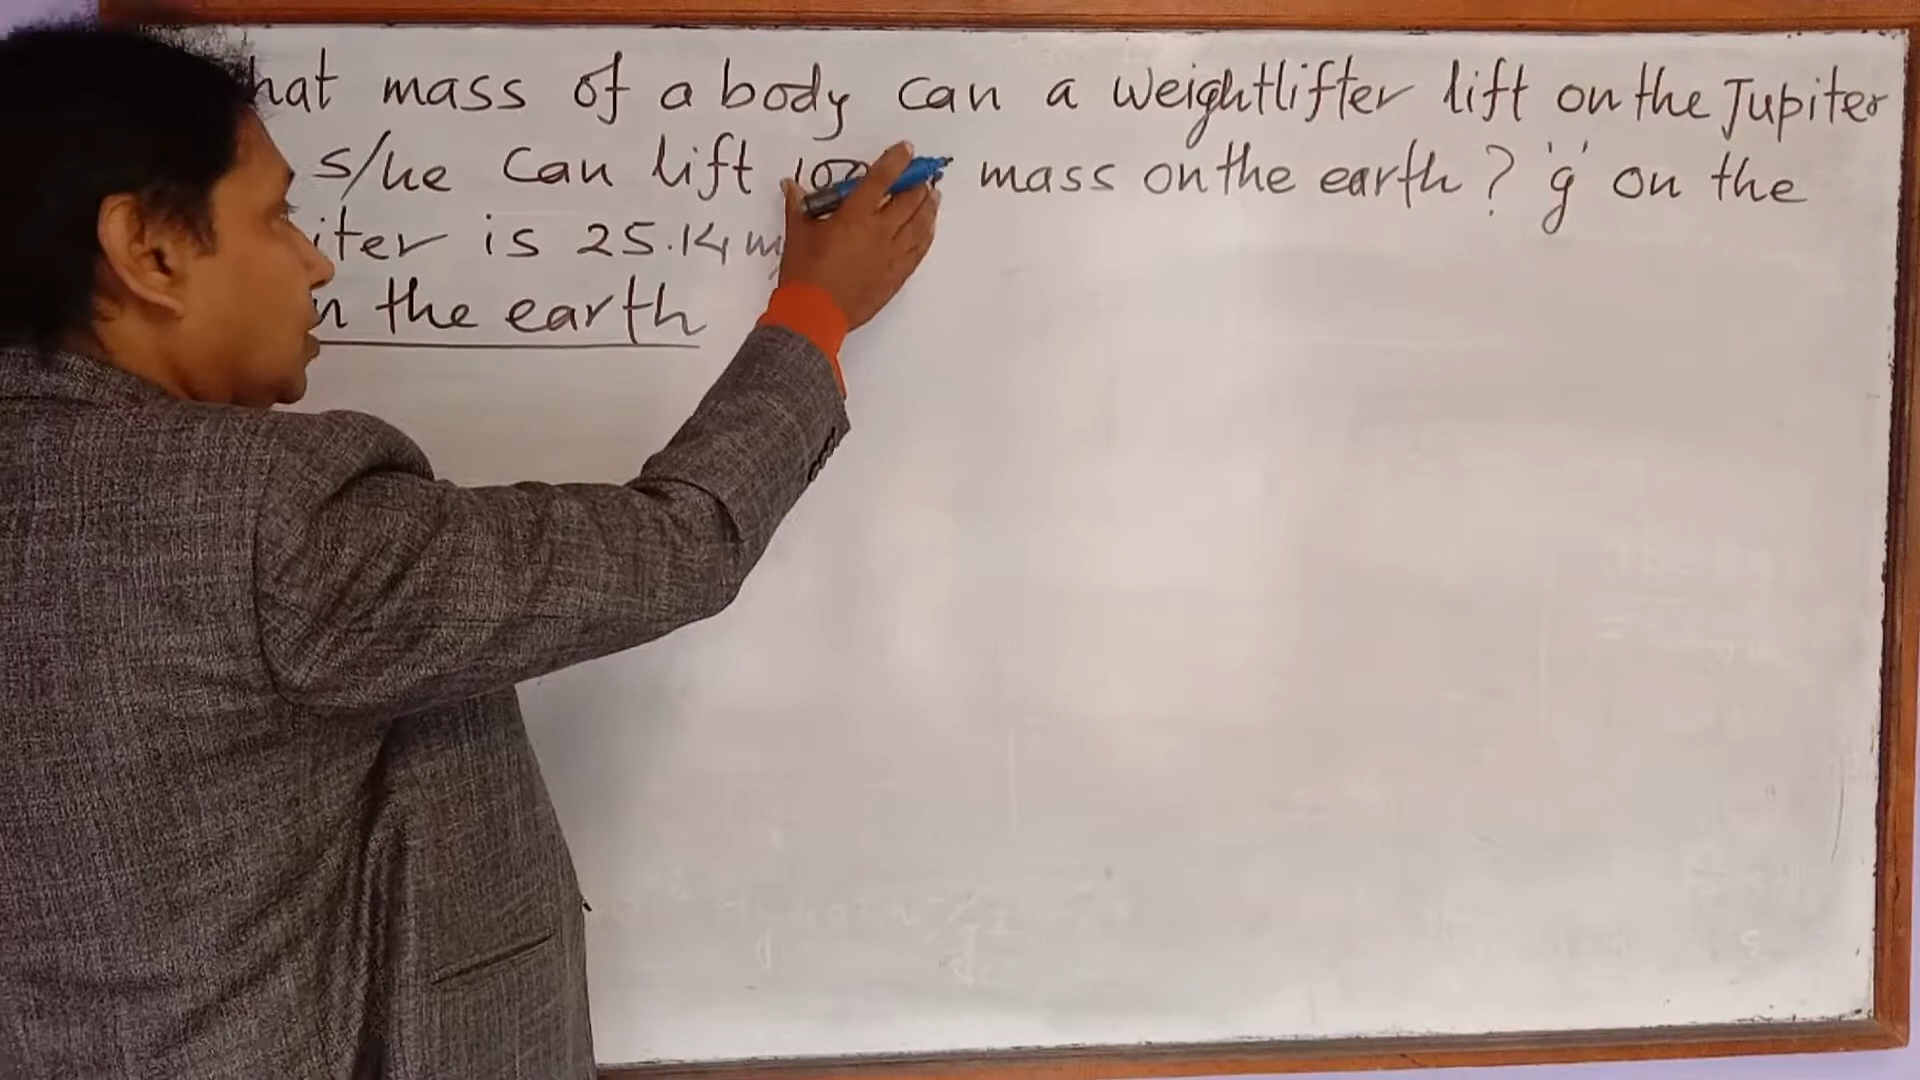 hat mass of a body can a weightlifter lift on the Jupiter
s/he can lift 100 mass on the earth? 'g' on the
iter is 25.14 m
n the earth